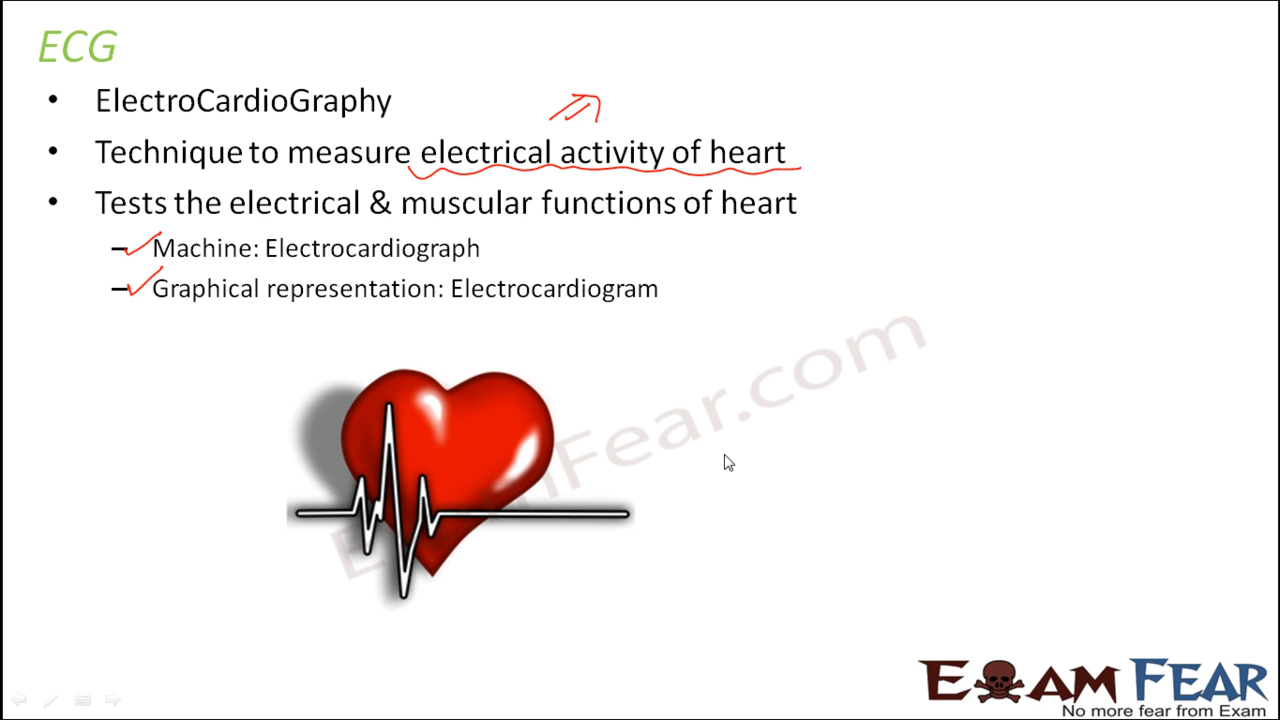 ECG
• ElectroCardioGraphy
• Technique to measure electrical activity of heart
• Tests the electrical & muscular functions of heart
– Machine: Electrocardiograph
– Graphical representation: Electrocardiogram
ExamFear.com
EXAM FEAR
No more fear from Exam